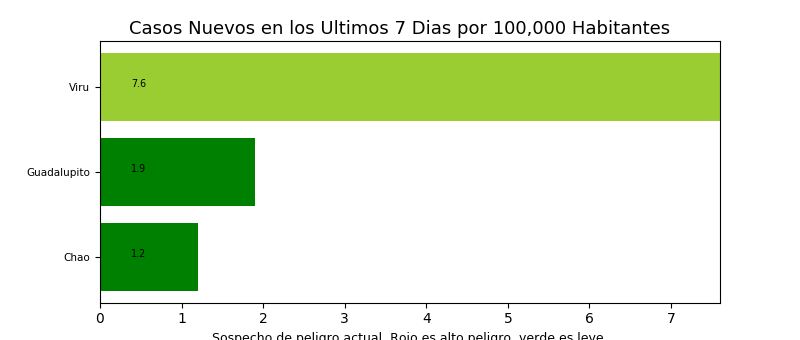 Casos Nuevos en los Ultimos 7 Dias por 100,000 Habitantes
Viru
7.6
Guadalupito
1.9
Chao
1.2
0 1 2 3 4 5 6 7
Sospecho de peligro actual. Rojo es alto peligro, verde es leve